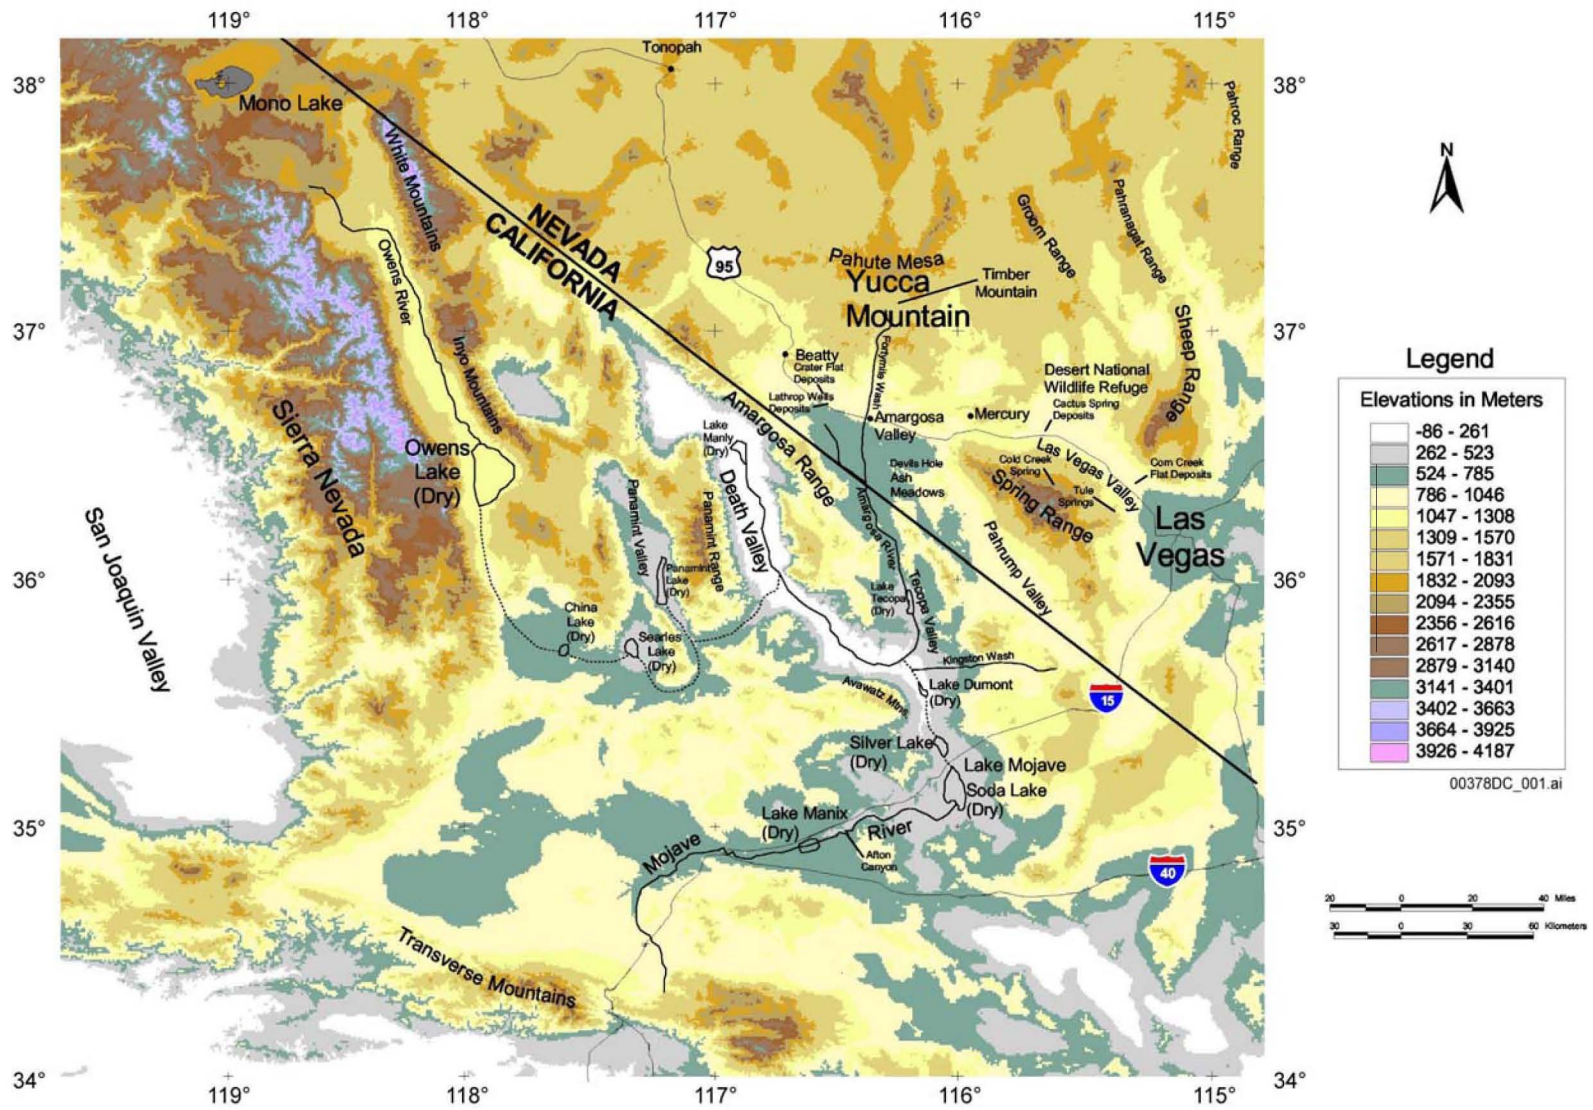 119°
118°
117°
116°
115°
Tonopah
38°
38°
Mono Lake
Pahroc Range
N
White Mountains
NEVADA
CALIFORNIA
Groom Range
Pahranagat Range
Owens River
95
Pahute Mesa
Yucca
Mountain
Timber
Mountain
37°
37°
Sheep Range
Fortymile Wash
Inyo Mountains
Beatty
Crater Flat
Deposits
Lathrop Wells
Deposits
Desert National
Wildlife Refuge
Cactus Spring
Deposits
Amargosa
Valley
Mercury
Amargosa Range
Lake
Manly
(Dry)
Sierra Nevada
Owens
Lake
(Dry)
Las Vegas Valley
Cold Creek
Spring
Corn Creek
Flat Deposits
Devils Hole
Ash
Meadows
Tule
Springs
Spring Range
Death Valley
Panamint Valley
Panamint Range
Amargosa River
Las
Vegas
San Joaquin Valley
Pahrump Valley
36°
36°
Panamint
Lake
(Dry)
Lake
Tecopa
(Dry)
Tecopa Valley
China
Lake
(Dry)
Searles
Lake
(Dry)
Kingston Wash
Avawatz Mtns.
Lake Dumont
(Dry)
15
Silver Lake
(Dry)
Lake Mojave
Soda Lake
(Dry)
Lake Manix
(Dry)
35°
35°
Mojave
River
Afton
Canyon
40
Transverse Mountains
34°
34°
119°
118°
117°
116°
115°
Legend
Elevations in Meters
-86 - 261
262 - 523
524 - 785
786 - 1046
1047 - 1308
1309 - 1570
1571 - 1831
1832 - 2093
2094 - 2355
2356 - 2616
2617 - 2878
2879 - 3140
3141 - 3401
3402 - 3663
3664 - 3925
3926 - 4187
00378DC_001.ai
20 0 20 40 Miles
30 0 30 60 Kilometers